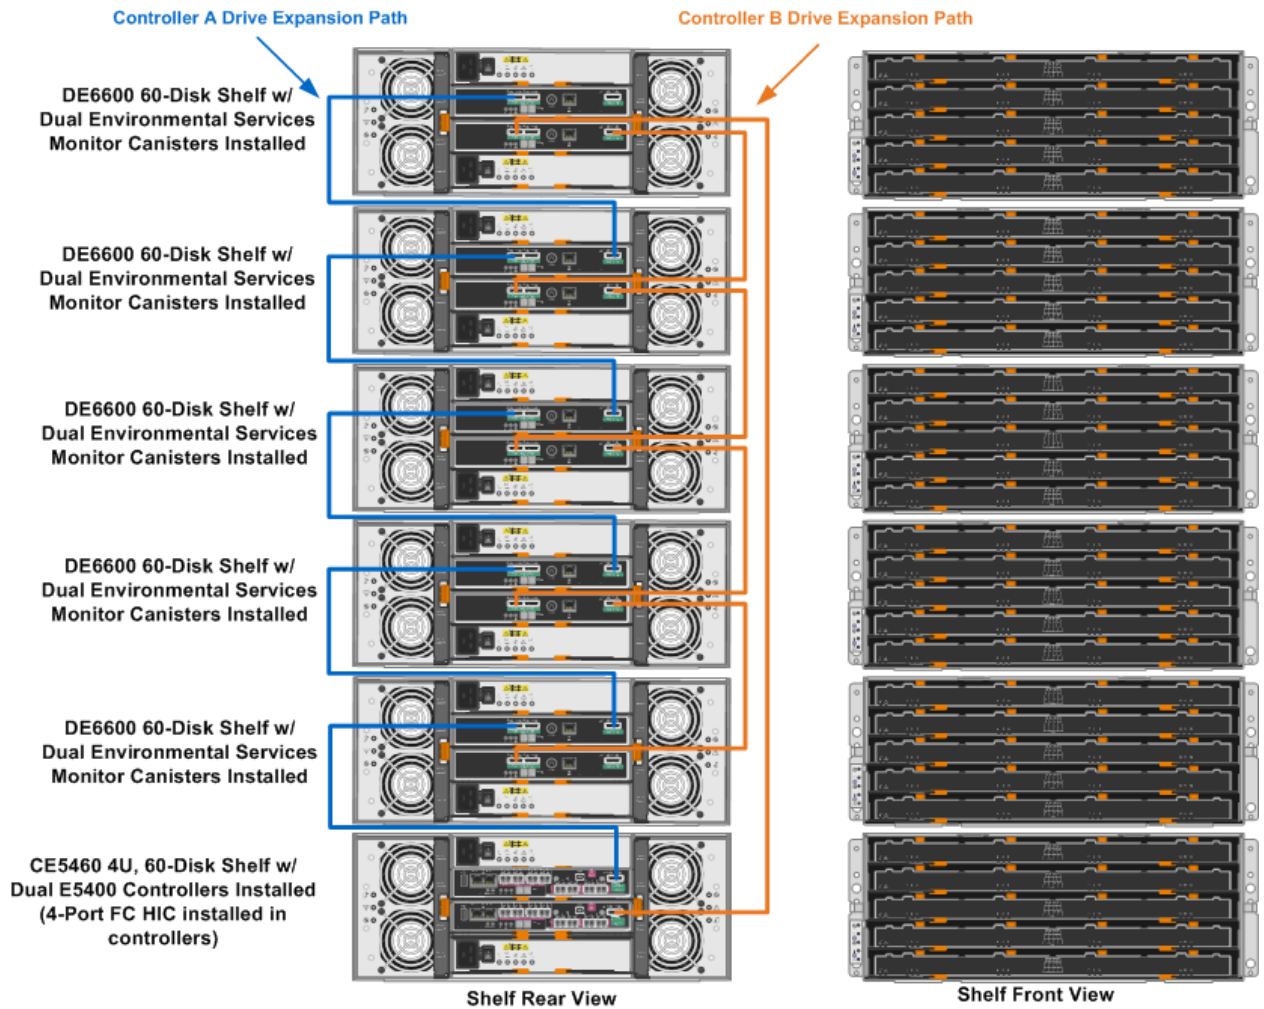 Controller A Drive Expansion Path
Controller B Drive Expansion Path
DE6600 60-Disk Shelf w/
Dual Environmental Services
Monitor Canisters Installed
DE6600 60-Disk Shelf w/
Dual Environmental Services
Monitor Canisters Installed
DE6600 60-Disk Shelf w/
Dual Environmental Services
Monitor Canisters Installed
DE6600 60-Disk Shelf w/
Dual Environmental Services
Monitor Canisters Installed
DE6600 60-Disk Shelf w/
Dual Environmental Services
Monitor Canisters Installed
CE5460 4U, 60-Disk Shelf w/
Dual E5400 Controllers Installed
(4-Port FC HIC installed in
controllers)
Shelf Rear View
Shelf Front View